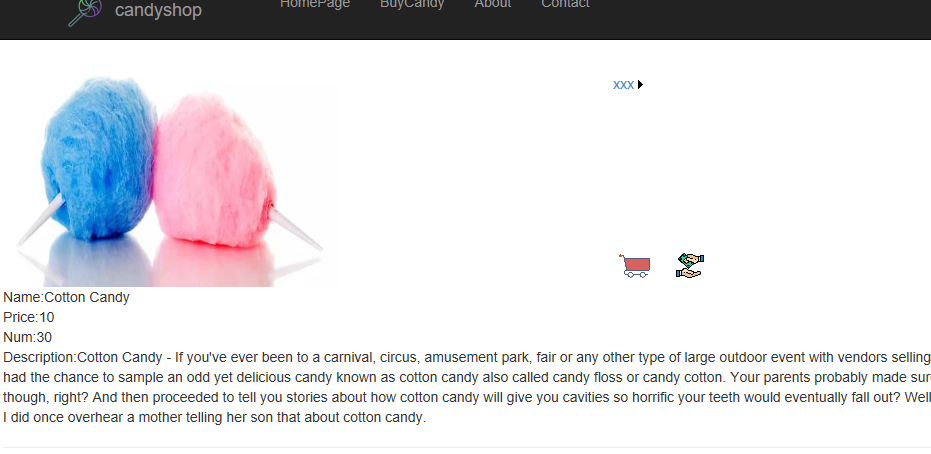 candyshop HomePage BuyCandy About Contact
xxx
Name:Cotton Candy
Price:10
Num:30
Description:Cotton Candy - If you've ever been to a carnival, circus, amusement park, fair or any other type of large outdoor event with vendors selling
had the chance to sample an odd yet delicious candy known as cotton candy also called candy floss or candy cotton. Your parents probably made
though, right? And then proceeded to tell you stories about how cotton candy will give you cavities so horrific your teeth would eventually fall out? Well
I did once overhear a mother telling her son that about cotton candy.